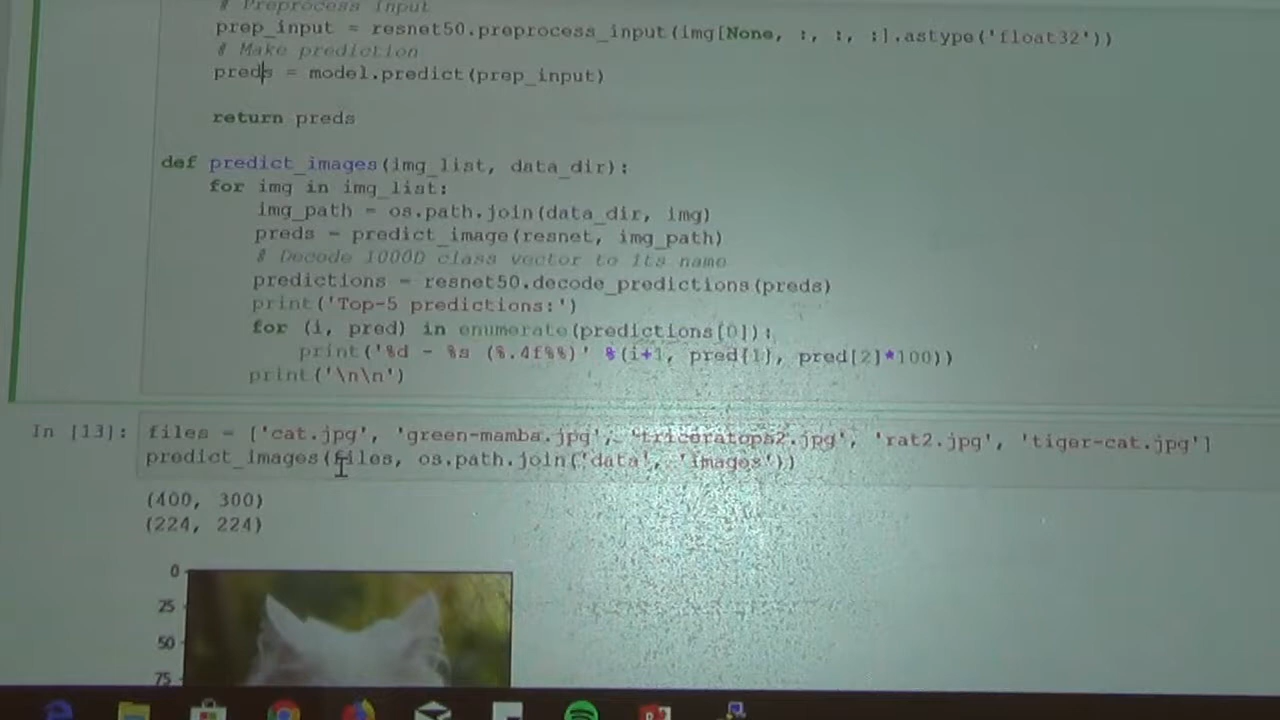 # Preprocess input
prep_input = resnet50.preprocess_input(img[None, :, :, :].astype('float32'))
# Make prediction
preds = model.predict(prep_input)
return preds
def predict_images(img_list, data_dir):
for img in img_list:
img_path = os.path.join(data_dir, img)
preds = predict_image(resnet, img_path)
# Decode 1000D class vector to its name
predictions = resnet50.decode_predictions(preds)
print('Top-5 predictions:')
for (i, pred) in enumerate(predictions[0]):
print('%d - %s (%.4f%%)' %(i+1, pred[1], pred[2]*100))
print('\n\n')
In [13]: files = ['cat.jpg', 'green-mamba.jpg', 'triceratops2.jpg', 'rat2.jpg', 'tiger-cat.jpg']
predict_images(files, os.path.join('data', 'images'))
(400, 300)
(224, 224)
0
25
50
75